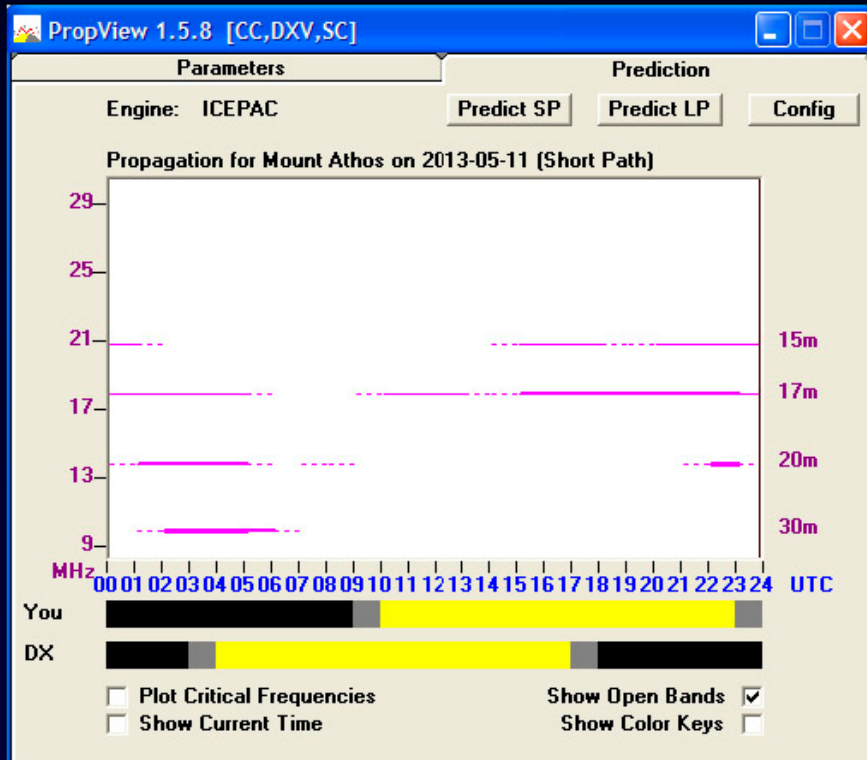 PropView 1.5.8 [CC,DXV,SC]
Parameters Prediction
Engine: ICEPAC Predict SP Predict LP Config
Propagation for Mount Athos on 2013-05-11 (Short Path)
29
25
21 15m
17 17m
13 20m
9 30m
MHz 00 01 02 03 04 05 06 07 08 09 10 11 12 13 14 15 16 17 18 19 20 21 22 23 24 UTC
You
DX
Plot Critical Frequencies Show Open Bands
Show Current Time Show Color Keys